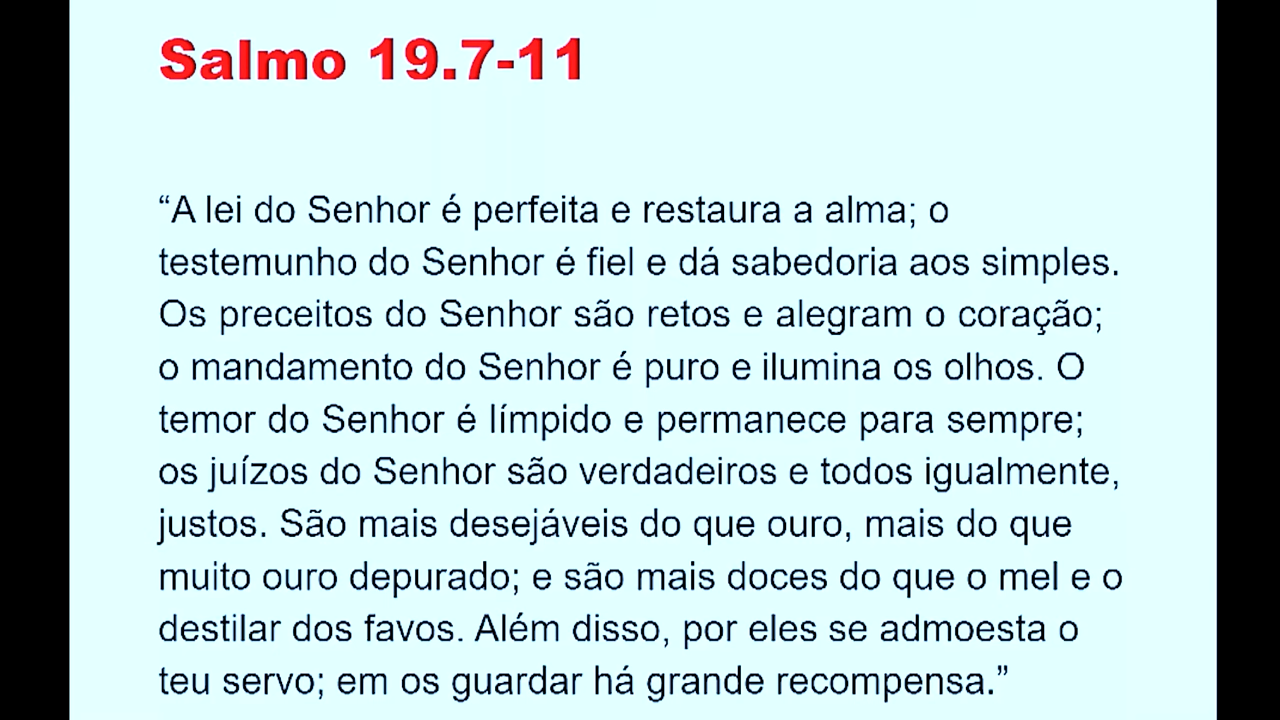 Salmo 19.7-11
“A lei do Senhor é perfeita e restaura a alma; o
testemunho do Senhor é fiel e dá sabedoria aos simples.
Os preceitos do Senhor são retos e alegram o coração;
o mandamento do Senhor é puro e ilumina os olhos. O
temor do Senhor é límpido e permanece para sempre;
os juízos do Senhor são verdadeiros e todos igualmente,
justos. São mais desejáveis do que ouro, mais do que
muito ouro depurado; e são mais doces do que o mel e o
destilar dos favos. Além disso, por eles se admoesta o
teu servo; em os guardar há grande recompensa.”